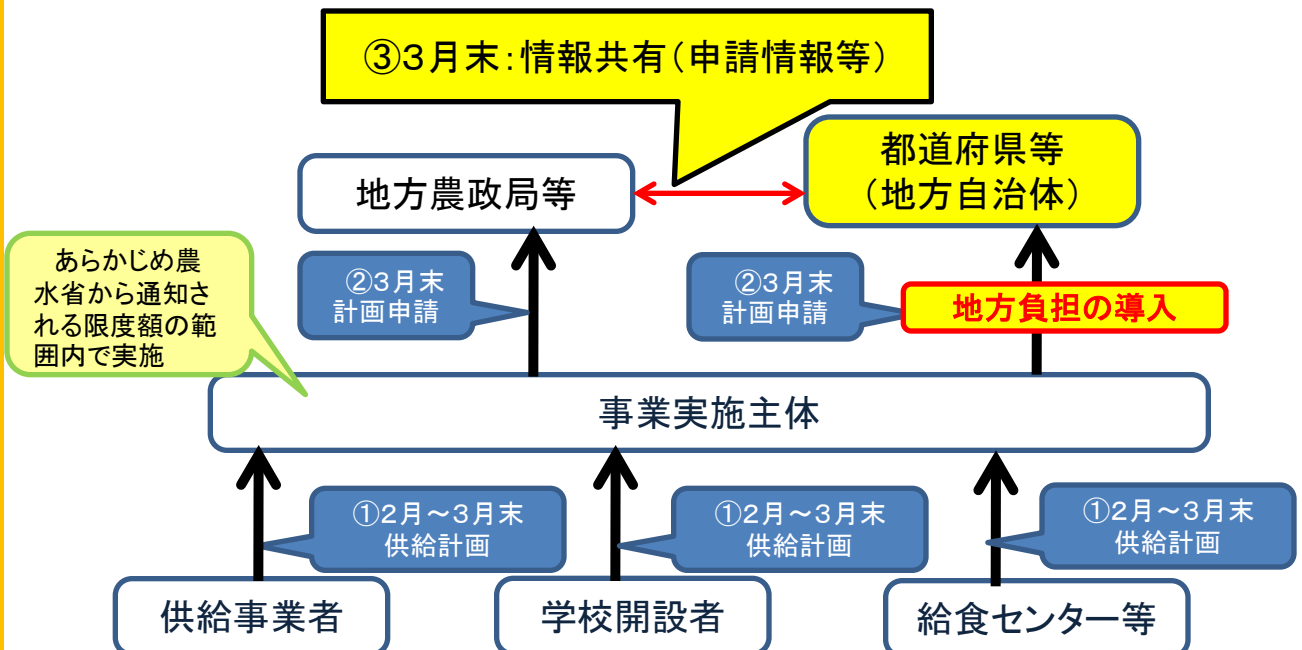 ③３月末：情報共有（申請情報等）
都道府県等
（地方自治体）
地方農政局等
あらかじめ農
水省から通知さ
れる限度額の範
囲内で実施
②３月末
計画申請
②３月末
計画申請
地方負担の導入
事業実施主体
①２月～３月末
供給計画
①２月～３月末
供給計画
①２月～３月末
供給計画
供給事業者
学校開設者
給食センター等